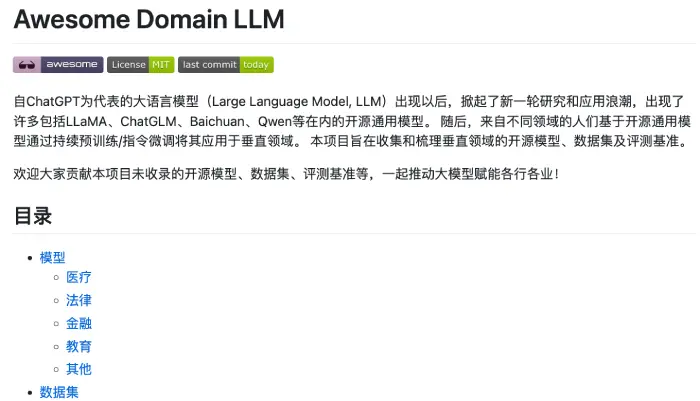 Awesome Domain LLM
awesome License MIT last commit today
自ChatGPT为代表的大语言模型（Large Language Model, LLM）出现以后，掀起了新一轮研究和应用浪潮，出现了
许多包括LLaMA、ChatGLM、Baichuan、Qwen等在内的开源通用模型。 随后，来自不同领域的人们基于开源通用模
型通过持续预训练/指令微调将其应用于垂直领域。 本项目旨在收集和梳理垂直领域的开源模型、数据集及评测基准。
欢迎大家贡献本项目未收录的开源模型、数据集、评测基准等，一起推动大模型赋能各行各业！
目录
模型
医疗
法律
金融
教育
其他
数据集